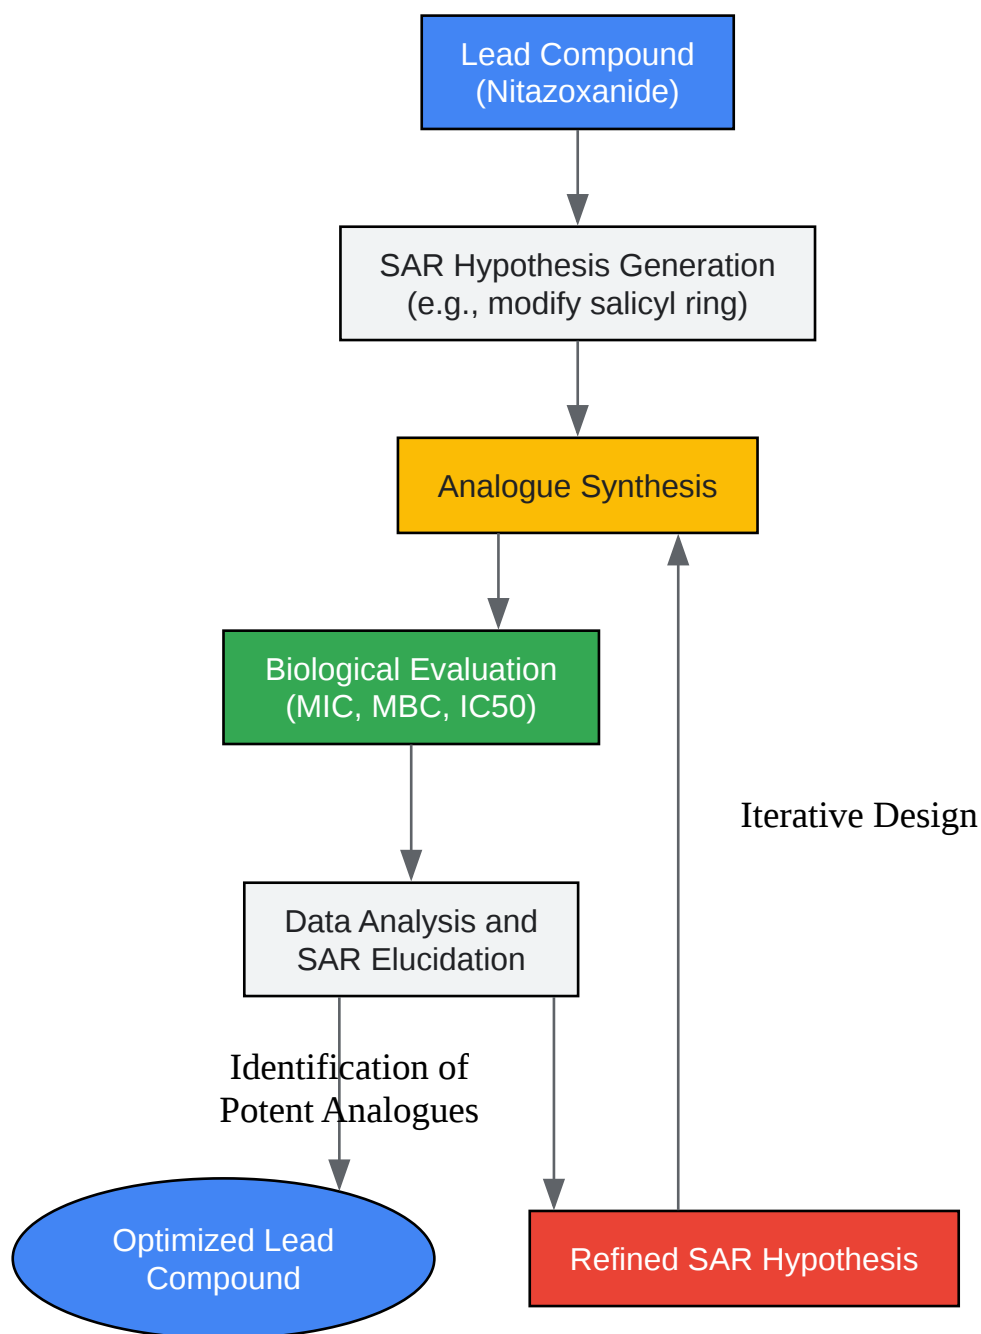 Lead Compound
(Nitazoxanide)
SAR Hypothesis Generation
(e.g., modify salicyl ring)
Analogue Synthesis
Biological Evaluation
(MIC, MBC, IC50)
Iterative Design
Data Analysis and
SAR Elucidation
Identification of
Potent Analogues
Optimized Lead
Compound
Refined SAR Hypothesis